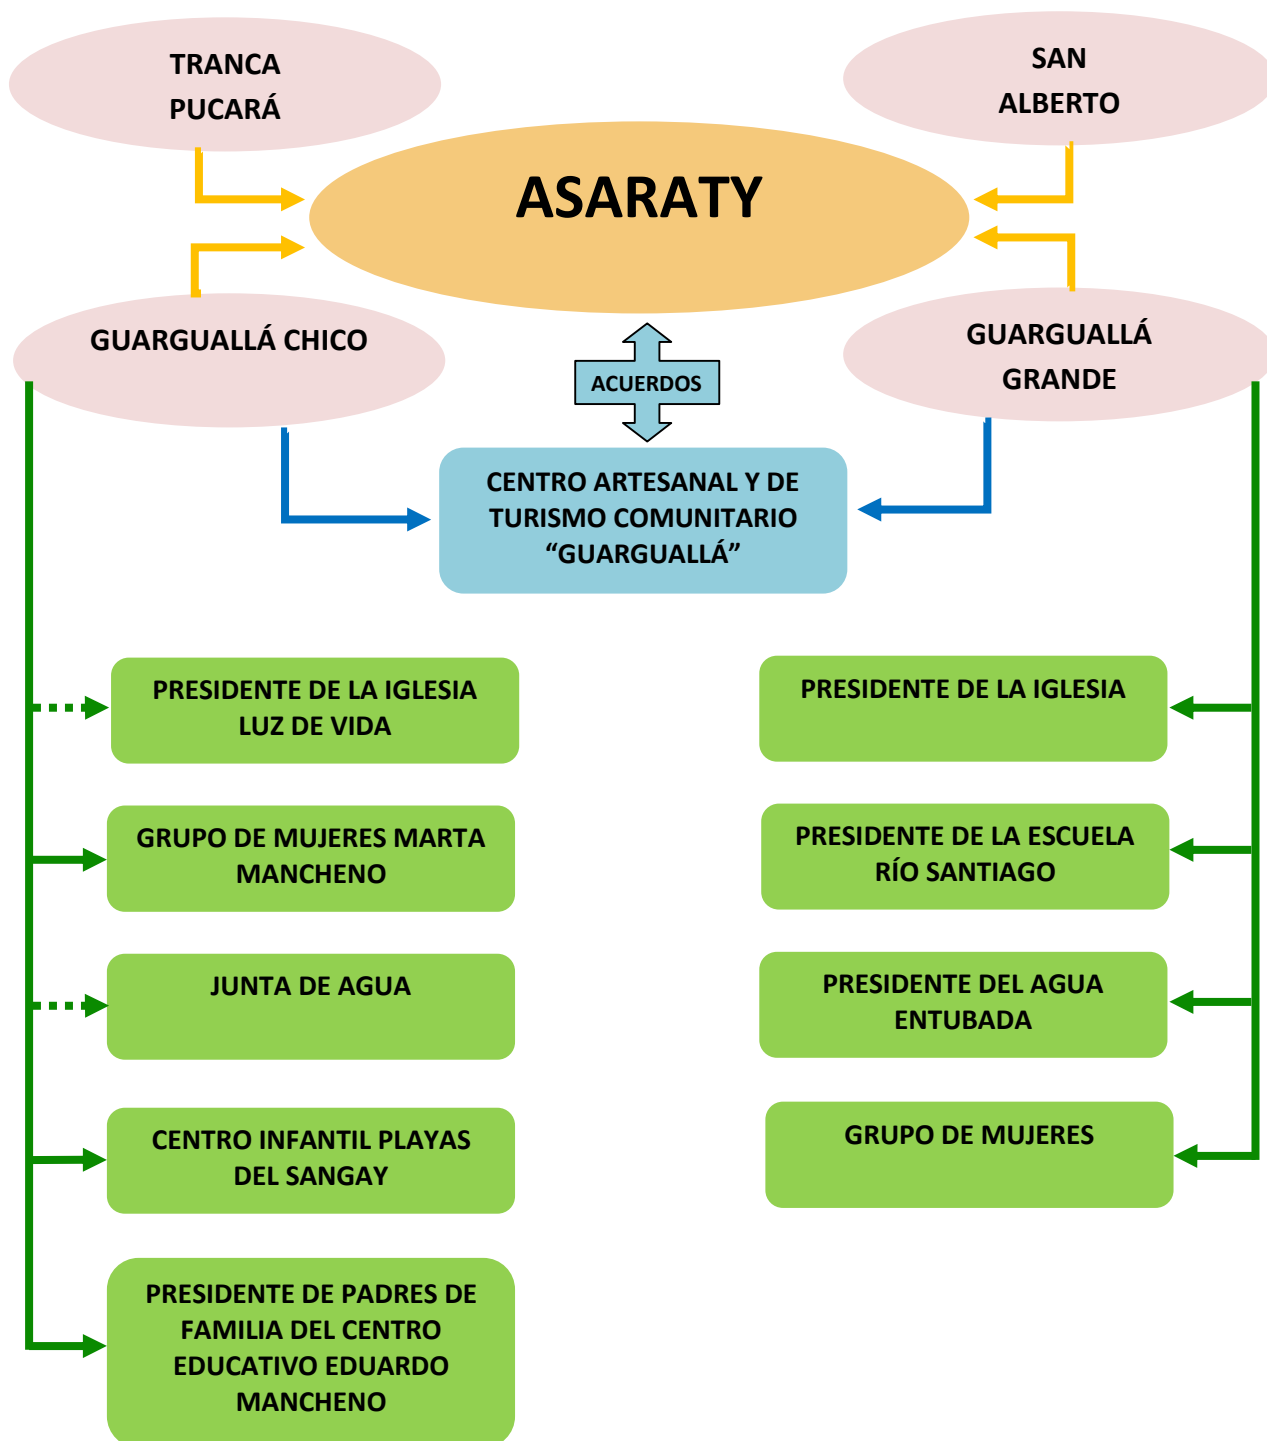 TRANCA
PUCARÁ
SAN
ALBERTO
ASARATY
GUARGUALLÁ CHICO
GUARGUALLÁ
GRANDE
ACUERDOS
CENTRO ARTESANAL Y DE
TURISMO COMUNITARIO
“GUARGUALLÁ”
PRESIDENTE DE LA IGLESIA
LUZ DE VIDA
GRUPO DE MUJERES MARTA
MANCHENO
JUNTA DE AGUA
CENTRO INFANTIL PLAYAS
DEL SANGAY
PRESIDENTE DE PADRES DE
FAMILIA DEL CENTRO
EDUCATIVO EDUARDO
MANCHENO
PRESIDENTE DE LA IGLESIA
PRESIDENTE DE LA ESCUELA
RÍO SANTIAGO
PRESIDENTE DEL AGUA
ENTUBADA
GRUPO DE MUJERES